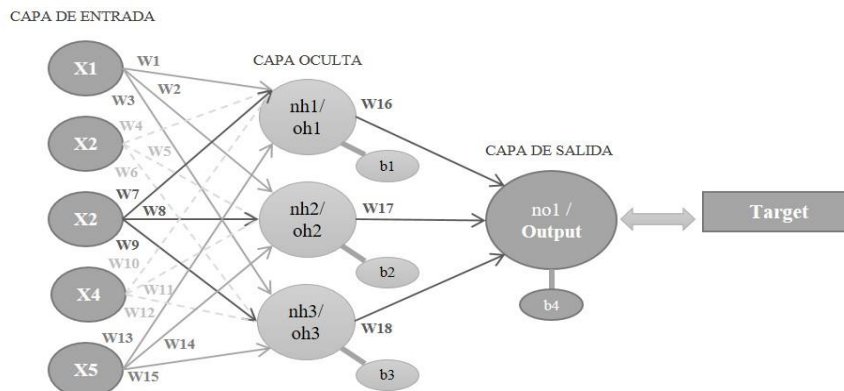 CAPA DE ENTRADA
X1
X2
X2
X4
X5
W1
W2
W3
W4
W5
W6
W7
W8
W9
W10
W11
W12
W13
W14
W15
CAPA OCULTA
nh1/
oh1
b1
nh2/
oh2
b2
nh3/
oh3
b3
W16
W17
W18
CAPA DE SALIDA
no1 /
Output
b4
Target